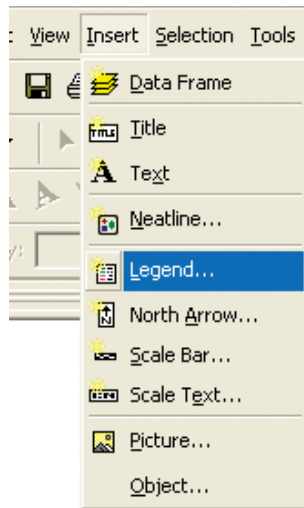 View Insert Selection Tools
Data Frame
Title
Text
Neatline...
Legend...
North Arrow...
Scale Bar...
Scale Text...
Picture...
Object...